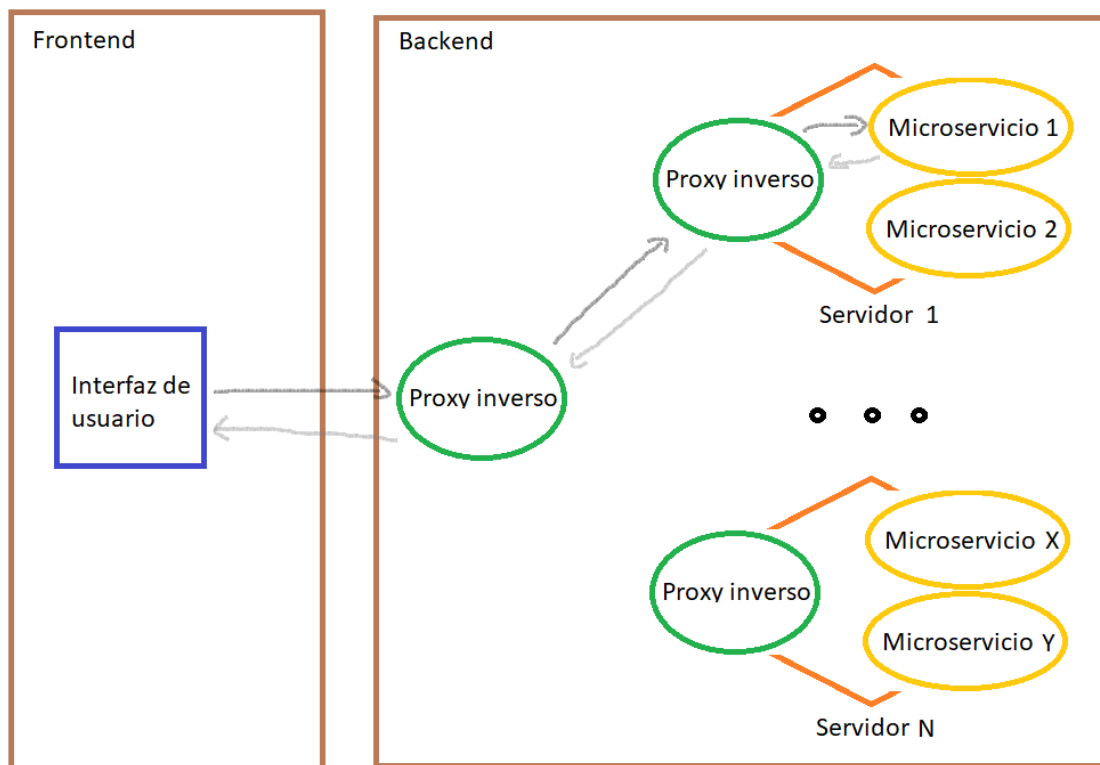 Frontend
Backend
Microservicio 1
Proxy inverso
Microservicio 2
Servidor 1
Interfaz de
usuario
Proxy inverso
Microservicio X
Proxy inverso
Microservicio Y
Servidor N